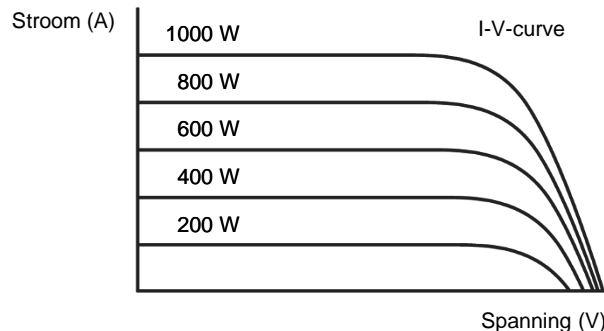 Stroom (A)
I-V-curve
1000 W
800 W
600 W
400 W
200 W
Spanning (V)